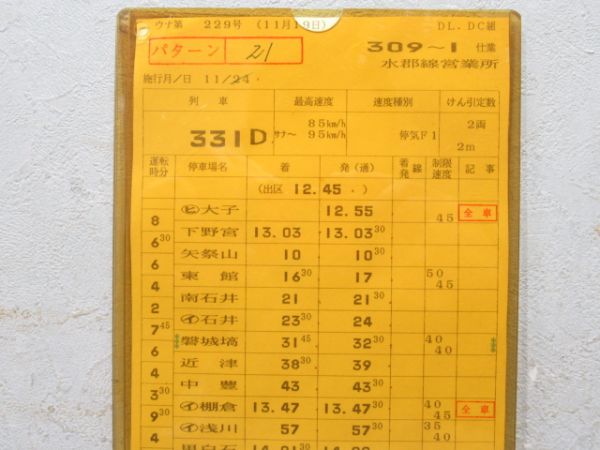 ウナ第 229号 (11月19日) DL.DC組
パターン 21 309～1 仕業
水郡線営業所
施行月/日 11/24.
列車 最高速度 速度種別 けん引定数
331D. 85km/h サナ～ 95km/h 停気F1 2両 2m
運転時分 停車場名 着 発(通) 着発線 制限速度 記事
(出区 12.45.)
㋪大子 12.55 45 全車
8
下野宮 13.03 13.03 30
6 30
矢祭山 10 10 30
6
東館 16 30 17 50 45
4
南石井 21 21 30
2
㋑石井 23 30 24
7 45
磐城塙 31 45 32 30 40 40
6
近津 38 30 39
4
中豊 43 43 30
3 30
㋑棚倉 13.47 13.47 30 40 45 全車
9 30
㋑浅川 57 57 30 35 40
4